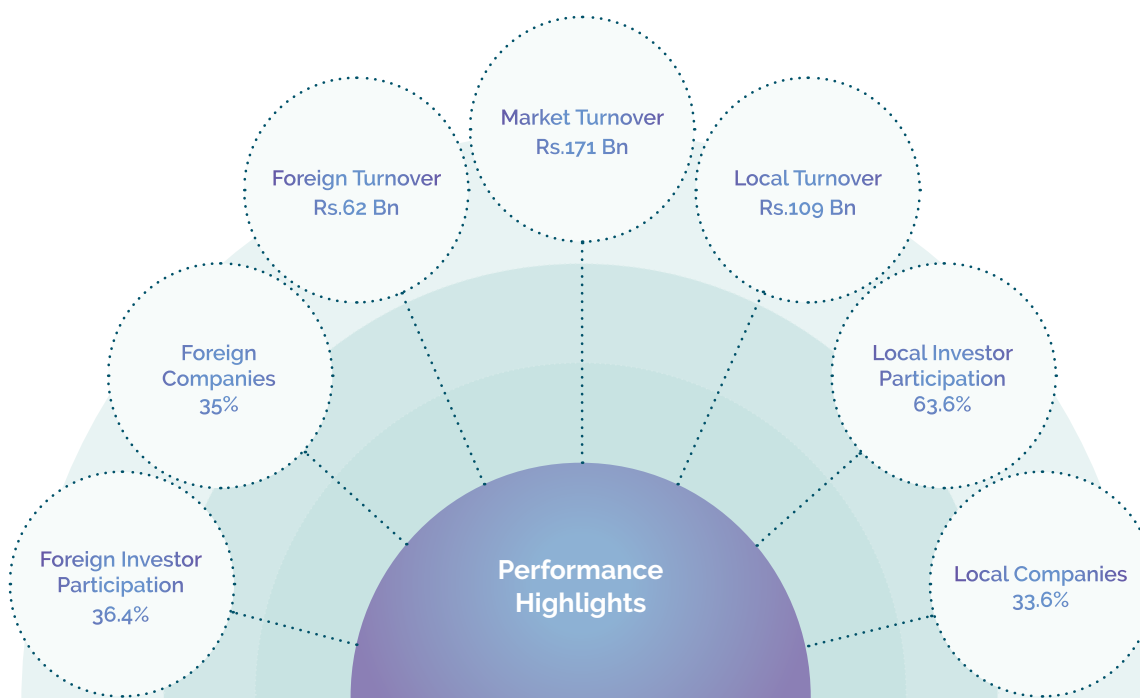 Market Turnover
Rs.171 Bn
Foreign Turnover
Rs.62 Bn
Local Turnover
Rs.109 Bn
Foreign
Companies
35%
Local Investor
Participation
63.6%
Foreign Investor
Participation
36.4%
Local Companies
33.6%
Performance
Highlights